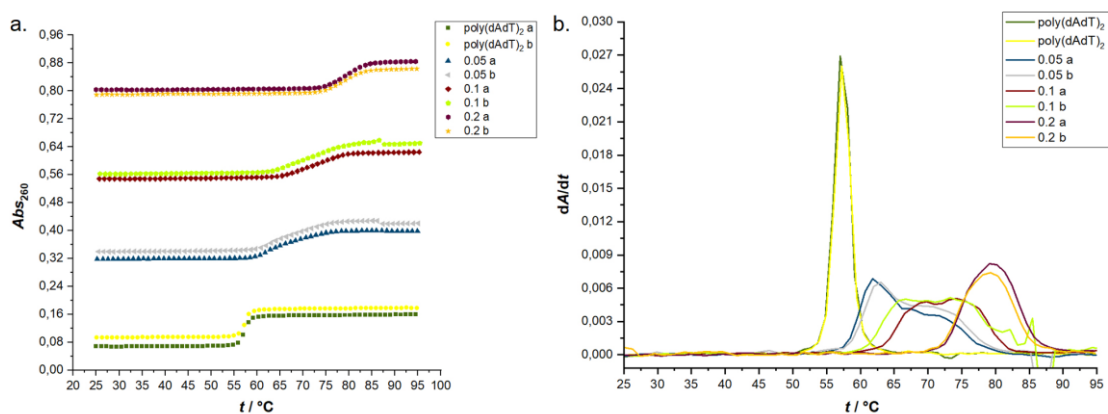 a.
Abs260
0,96
0,88
0,80
0,72
0,64
0,56
0,48
0,40
0,32
0,24
0,16
0,08
0,00
20 25 30 35 40 45 50 55 60 65 70 75 80 85 90 95 100
t / °C
poly(dAdT)2 a
poly(dAdT)2 b
0.05 a
0.05 b
0.1 a
0.1 b
0.2 a
0.2 b
b.
dA/dt
0,030
0,027
0,024
0,021
0,018
0,015
0,012
0,009
0,006
0,003
0,000
25 30 35 40 45 50 55 60 65 70 75 80 85 90 95
t / °C
poly(dAdT)2
poly(dAdT)2
0.05 a
0.05 b
0.1 a
0.1 b
0.2 a
0.2 b